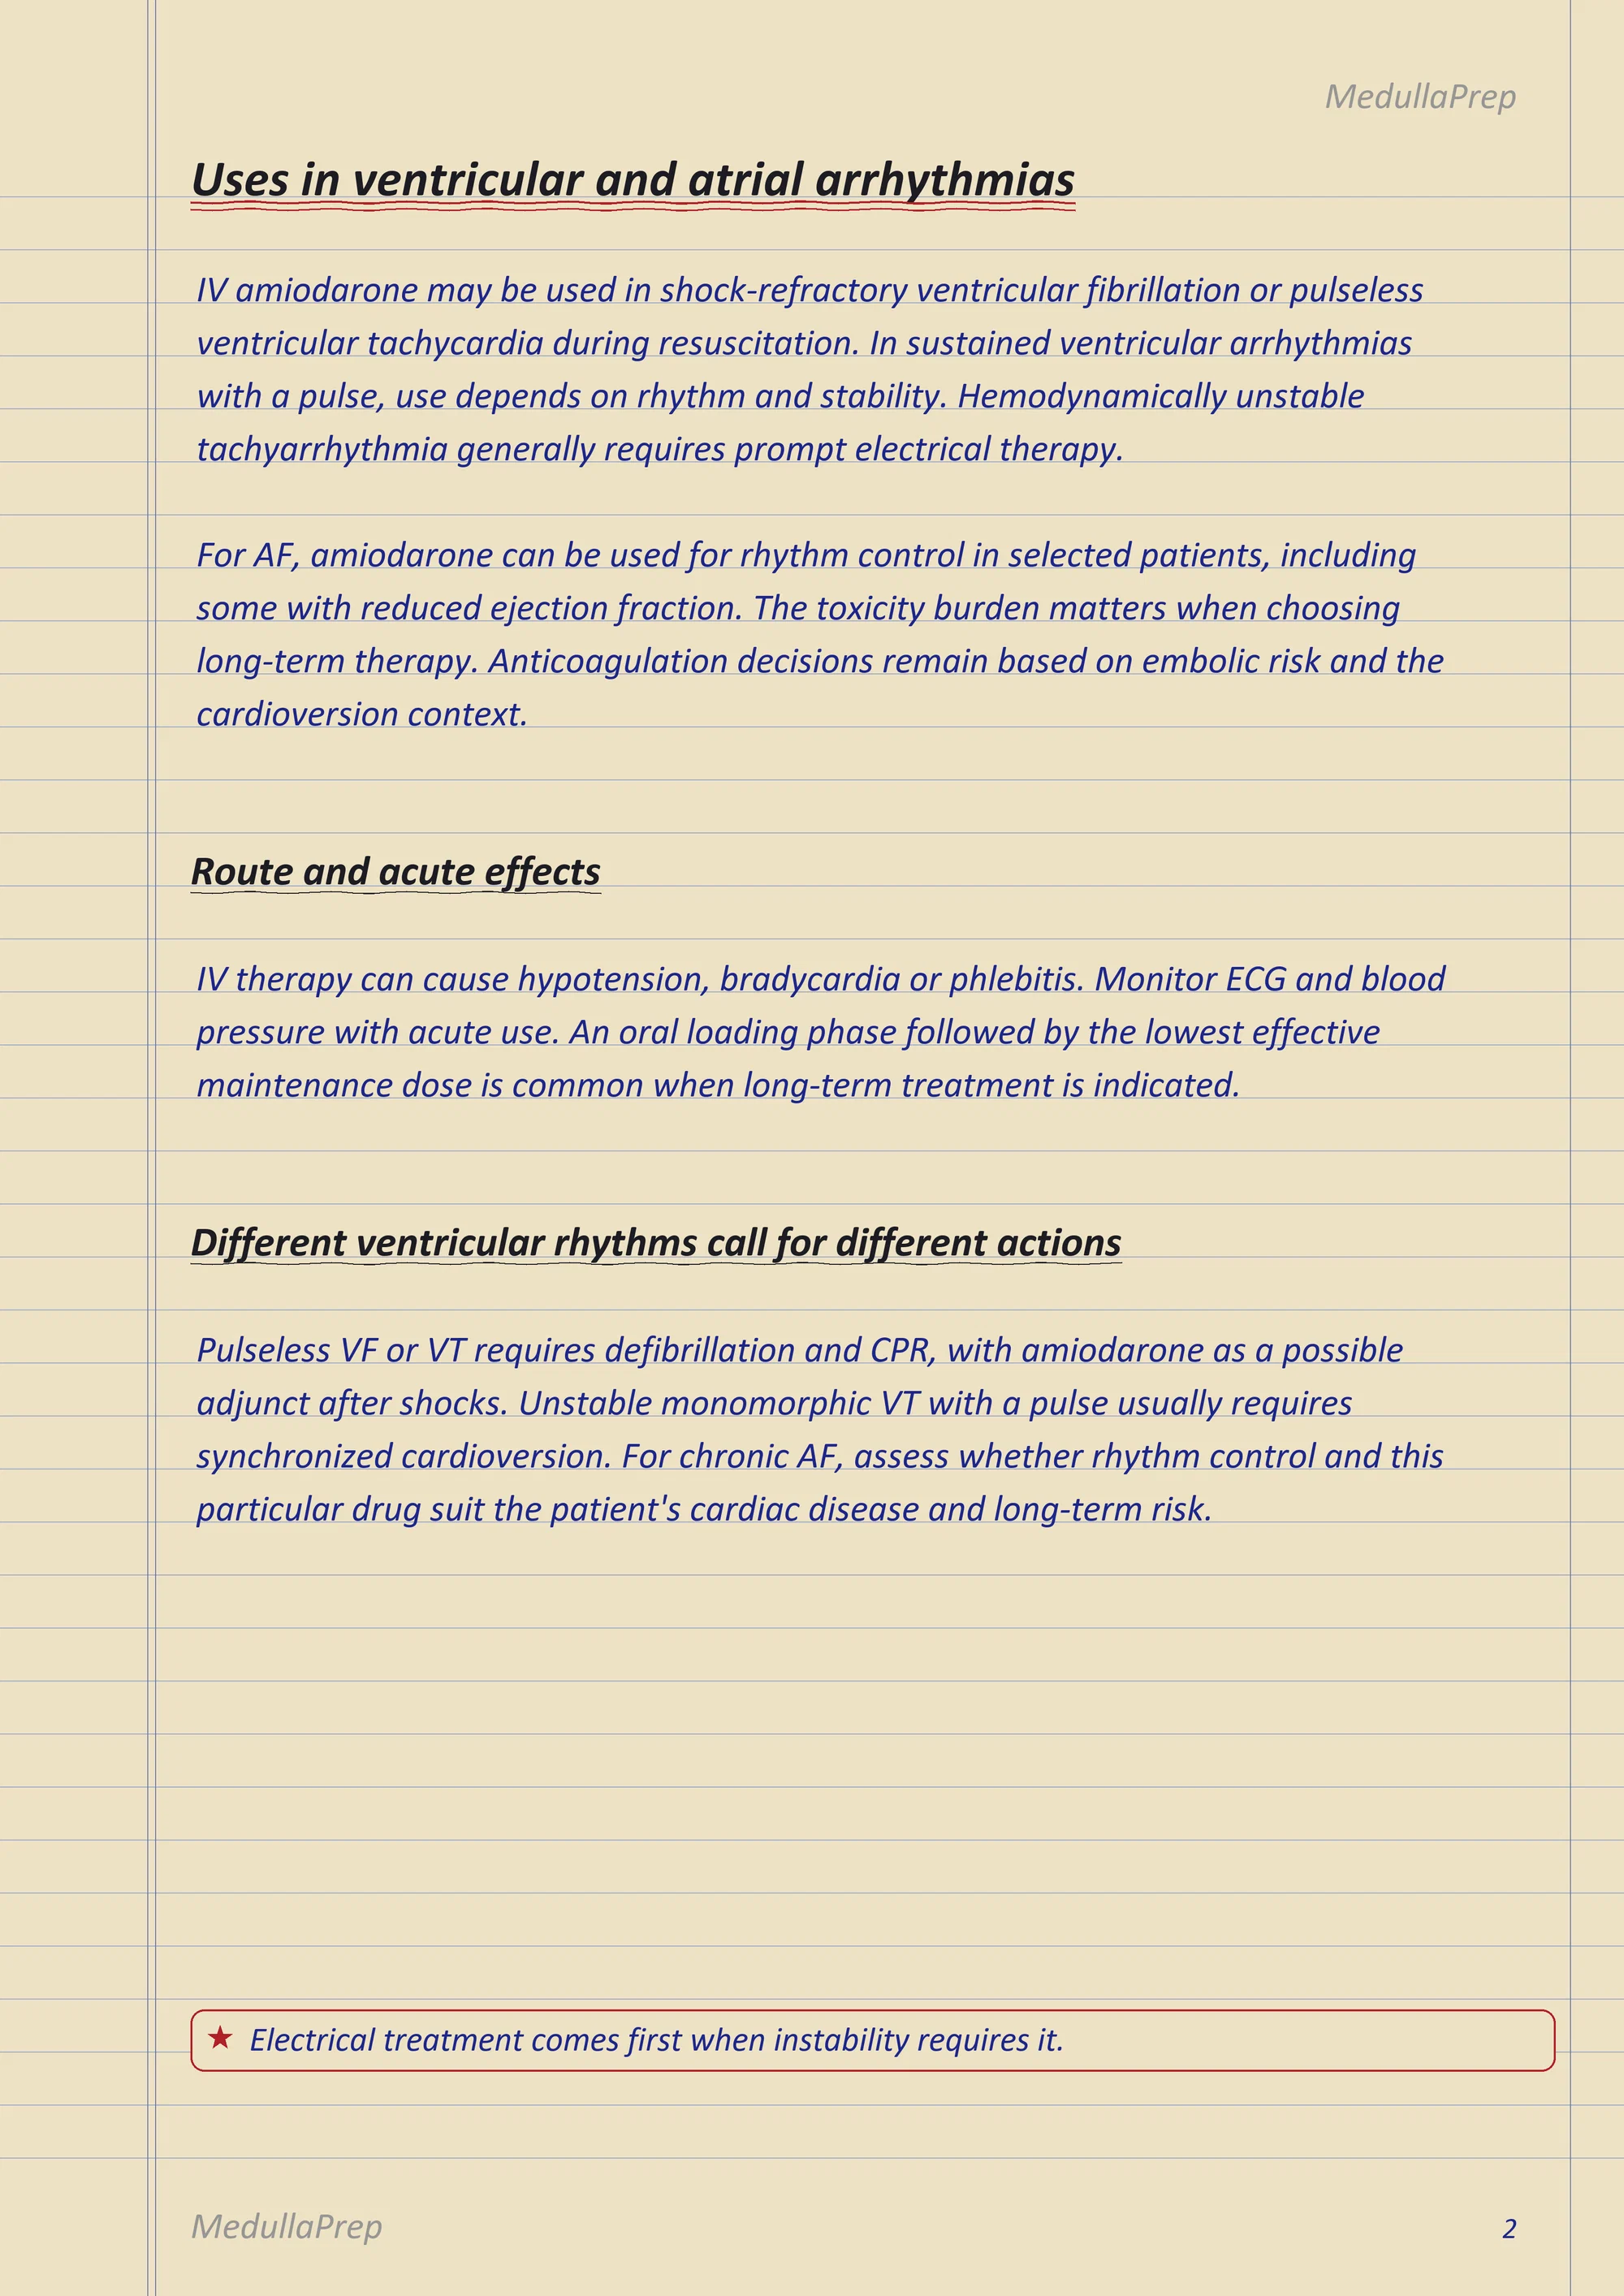 MedullaPrep
Uses in ventricular and atrial arrhythmias
IV amiodarone may be used in shock-refractory ventricular fibrillation or pulseless
ventricular tachycardia during resuscitation. In sustained ventricular arrhythmias
with a pulse, use depends on rhythm and stability. Hemodynamically unstable
tachyarrhythmia generally requires prompt electrical therapy.
For AF, amiodarone can be used for rhythm control in selected patients, including
some with reduced ejection fraction. The toxicity burden matters when choosing
long-term therapy. Anticoagulation decisions remain based on embolic risk and the
cardioversion context.
Route and acute effects
IV therapy can cause hypotension, bradycardia or phlebitis. Monitor ECG and blood
pressure with acute use. An oral loading phase followed by the lowest effective
maintenance dose is common when long-term treatment is indicated.
Different ventricular rhythms call for different actions
Pulseless VF or VT requires defibrillation and CPR, with amiodarone as a possible
adjunct after shocks. Unstable monomorphic VT with a pulse usually requires
synchronized cardioversion. For chronic AF, assess whether rhythm control and this
particular drug suit the patient's cardiac disease and long-term risk.
★ Electrical treatment comes first when instability requires it.
MedullaPrep
2